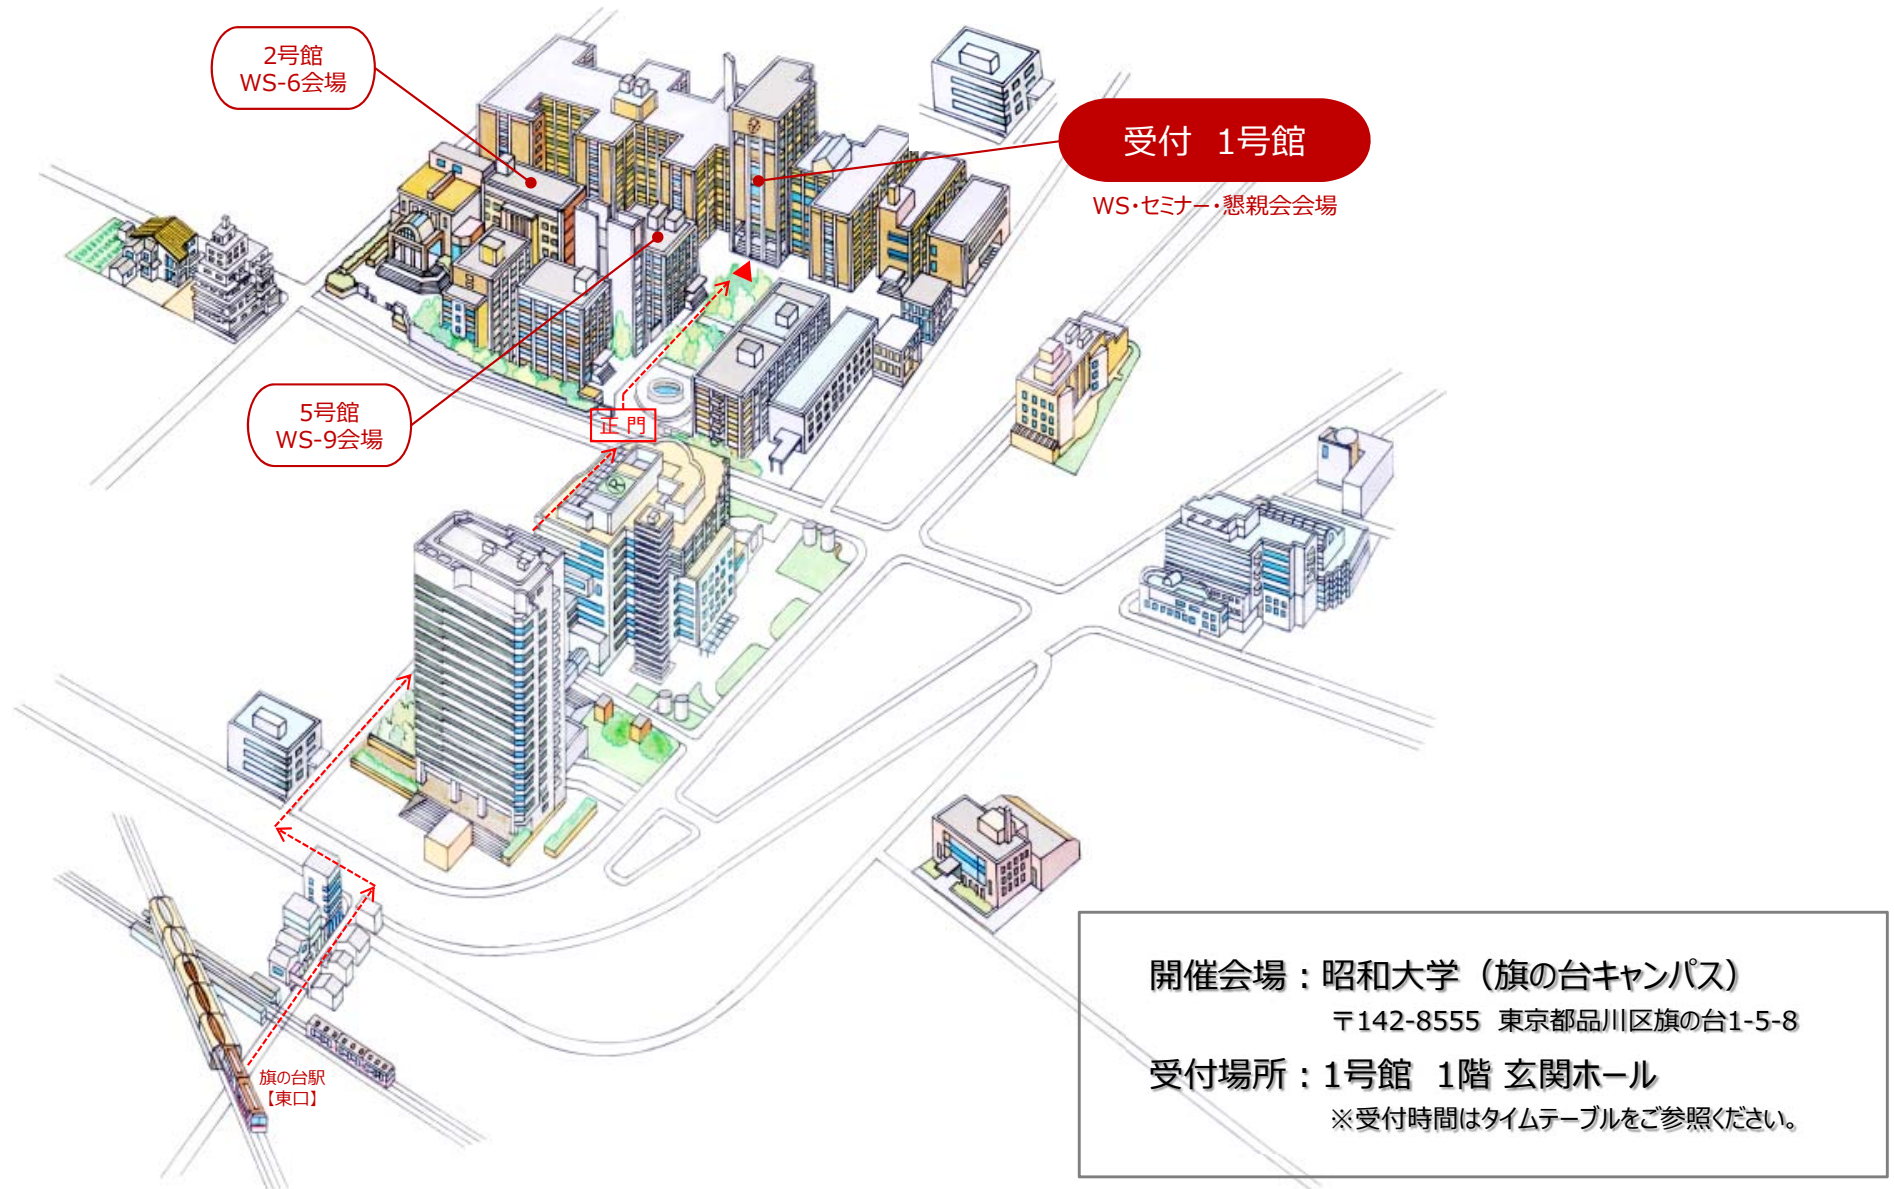 2号館
WS-6会場
受付 1号館
WS・セミナー・懇親会会場
5号館
WS-9会場
正 門
R
旗の台駅
【東口】
開催会場：昭和大学（旗の台キャンパス）
〒142-8555 東京都品川区旗の台1-5-8
受付場所：1号館 1階 玄関ホール
※受付時間はタイムテーブルをご参照ください。